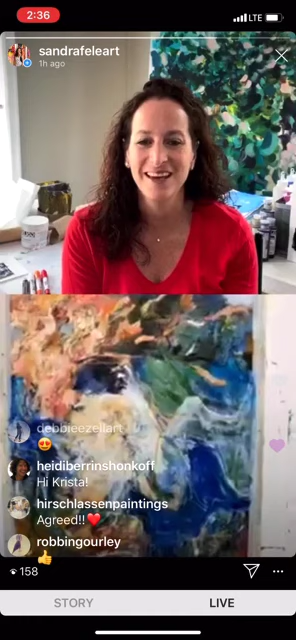 2:36
LTE
sandrafeleart
1h ago
debbieezellart
😍
heidiberrinshonkoff
Hi Krista!
hirschlassenpaintings
Agreed!!❤️
robbingourley
👍
158
STORY
LIVE